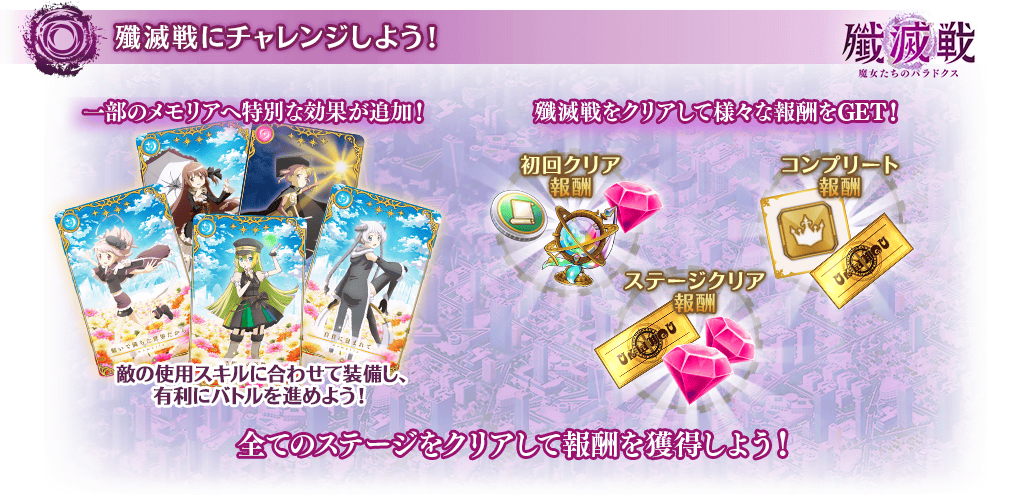 殲滅戦にチャレンジしよう！
殲滅戦
魔女たちのパラドクス
一部のメモリアへ特別な効果が追加！
殲滅戦をクリアして様々な報酬をGET！
初回クリア
報酬
コンプリート
報酬
ステージクリア
報酬
敵の使用スキルに合わせて装備し、
有利にバトルを進めよう！
全てのステージをクリアして報酬を獲得しよう！